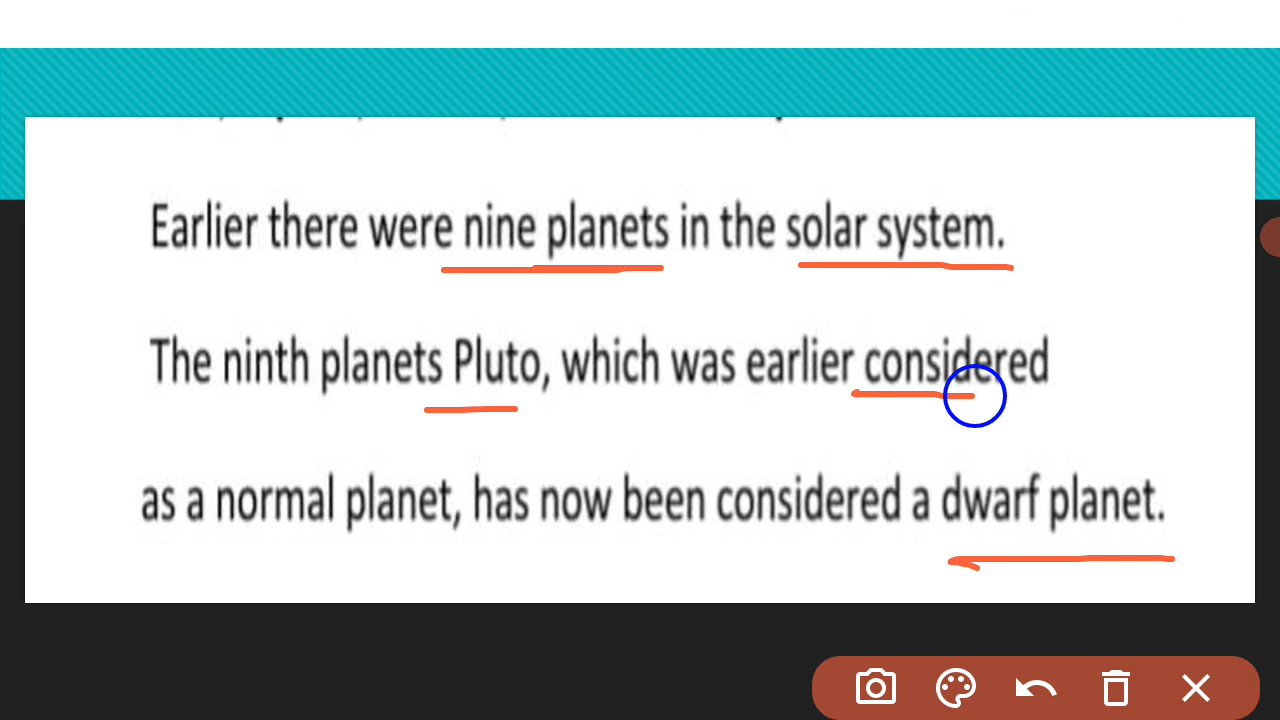 Earlier there were nine planets in the solar system.
The ninth planets Pluto, which was earlier considered
as a normal planet, has now been considered a dwarf planet.